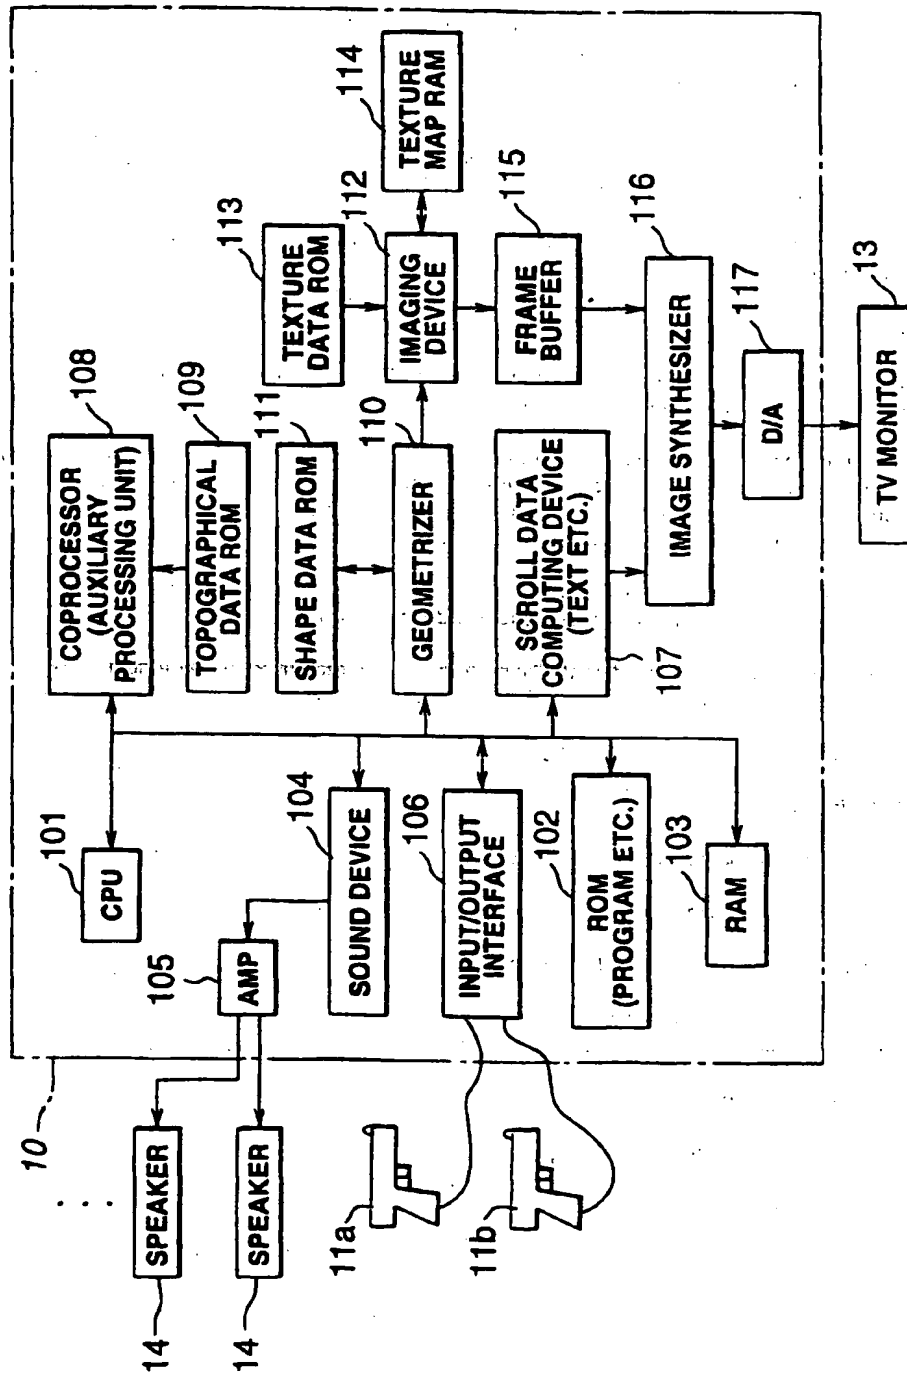 10
14
SPEAKER
14
SPEAKER
11a
11b
101
CPU
105
AMP
104
SOUND DEVICE
106
INPUT/OUTPUT
INTERFACE
102
ROM
(PROGRAM ETC.)
103
RAM
108
COPROCESSOR
(AUXILIARY
PROCESSING UNIT)
109
TOPOGRAPHICAL
DATA ROM
111
SHAPE DATA ROM
110
GEOMETRIZER
SCROLL DATA
COMPUTING DEVICE
(TEXT ETC.)
107
113
TEXTURE
DATA ROM
112
IMAGING
DEVICE
114
TEXTURE
MAP RAM
115
FRAME
BUFFER
116
IMAGE SYNTHESIZER
117
D/A
13
TV MONITOR